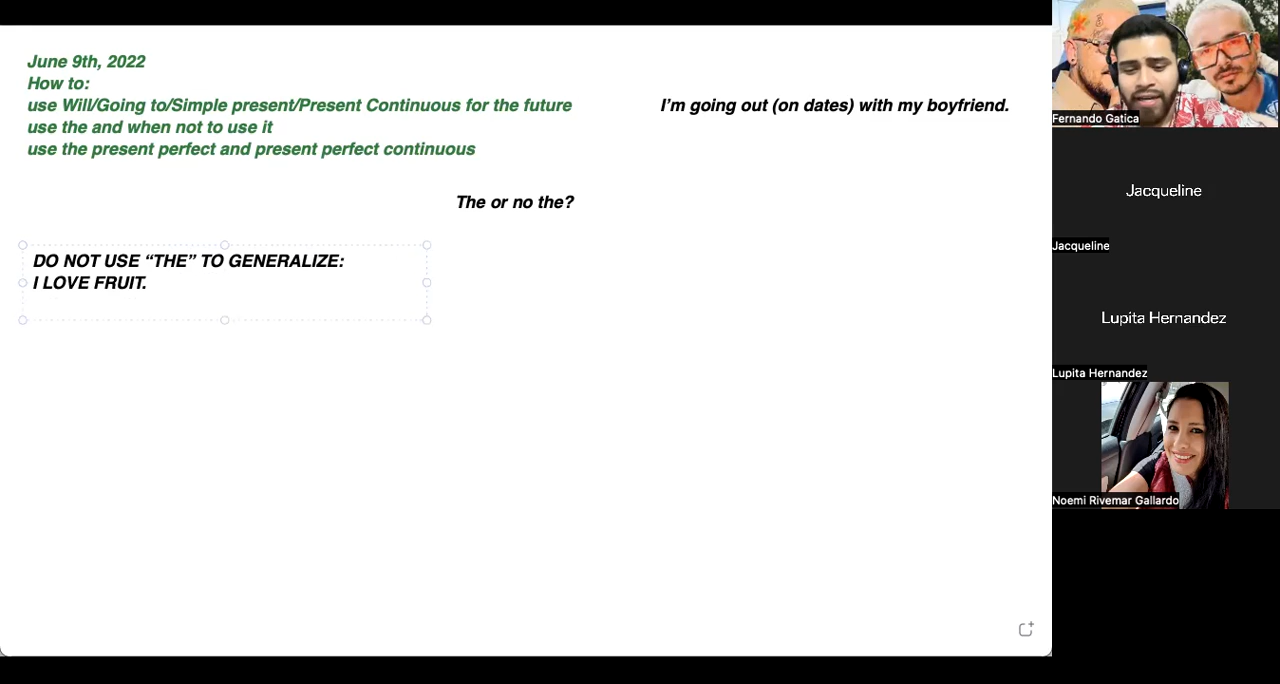 June 9th, 2022
How to:
use Will/Going to/Simple present/Present Continuous for the future
use the and when not to use it
use the present perfect and present perfect continuous
I'm going out (on dates) with my boyfriend.
The or no the?
DO NOT USE “THE” TO GENERALIZE:
I LOVE FRUIT.
Fernando Gatica
Jacqueline
Jacqueline
Lupita Hernandez
Lupita Hernandez
Noemi Rivemar Gallardo